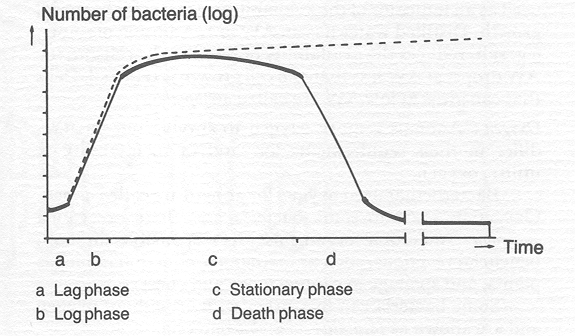 Number of bacteria (log)
a b c d
Time
a Lag phase c Stationary phase
b Log phase d Death phase